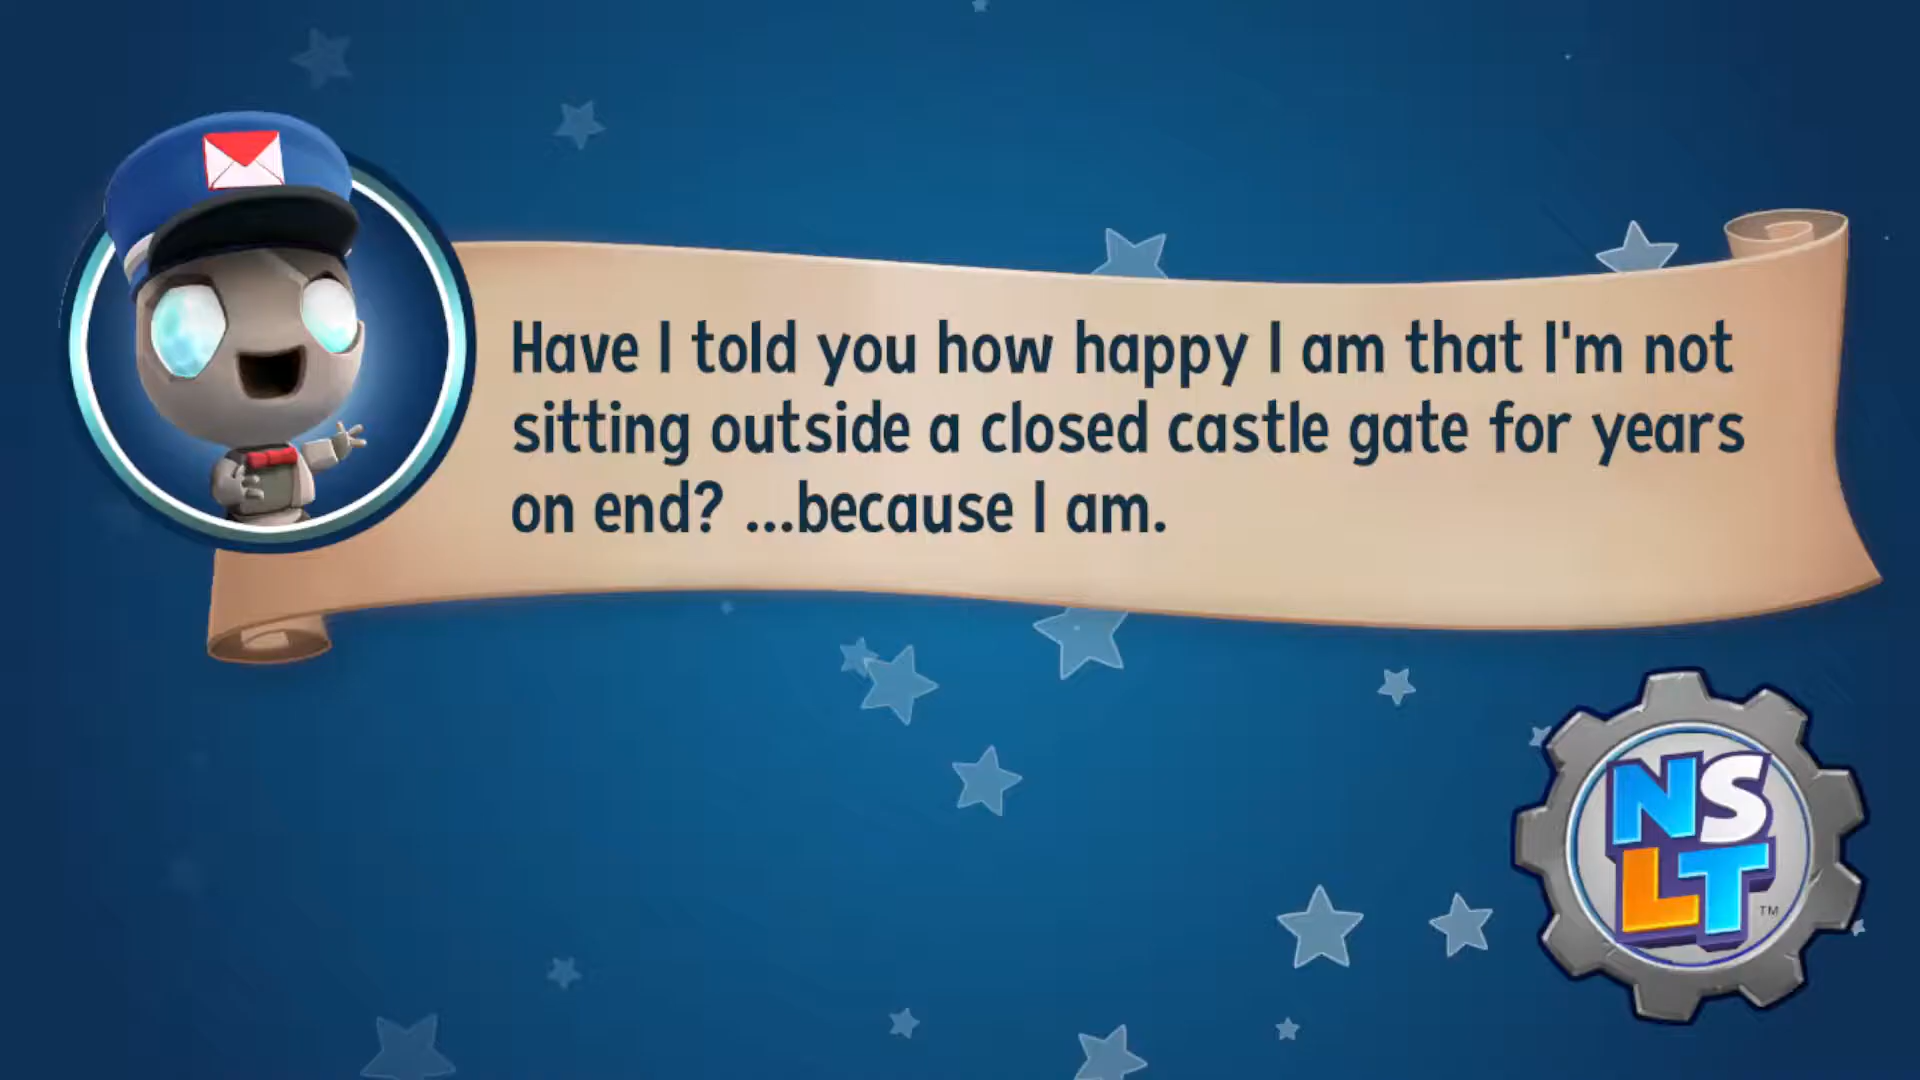 Have I told you how happy I am that I'm not
sitting outside a closed castle gate for years
on end? ...because I am.
NS
LT
TM